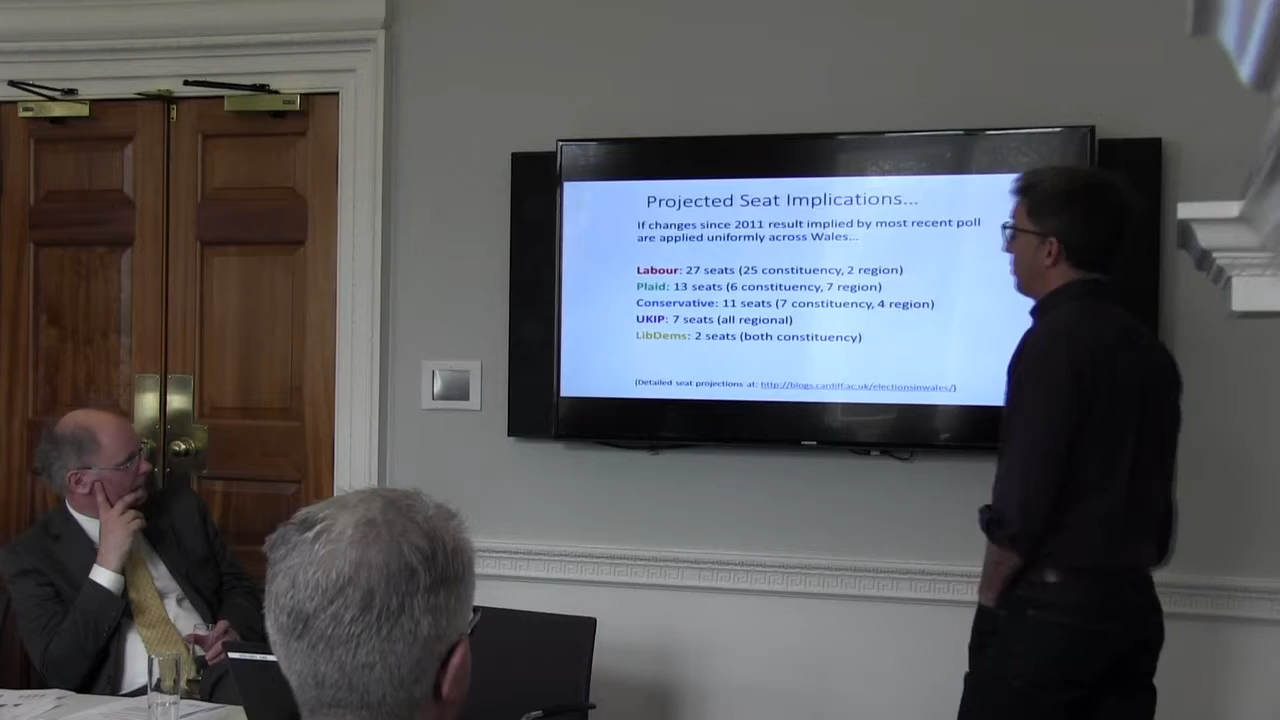 Projected Seat Implications...
If changes since 2011 result implied by most recent poll
are applied uniformly across Wales...
Labour: 27 seats (25 constituency, 2 region)
Plaid: 13 seats (6 constituency, 7 region)
Conservative: 11 seats (7 constituency, 4 region)
UKIP: 7 seats (all regional)
LibDems: 2 seats (both constituency)
(Detailed seat projections at: http://blogs.cardiff.ac.uk/electionsinwales/)